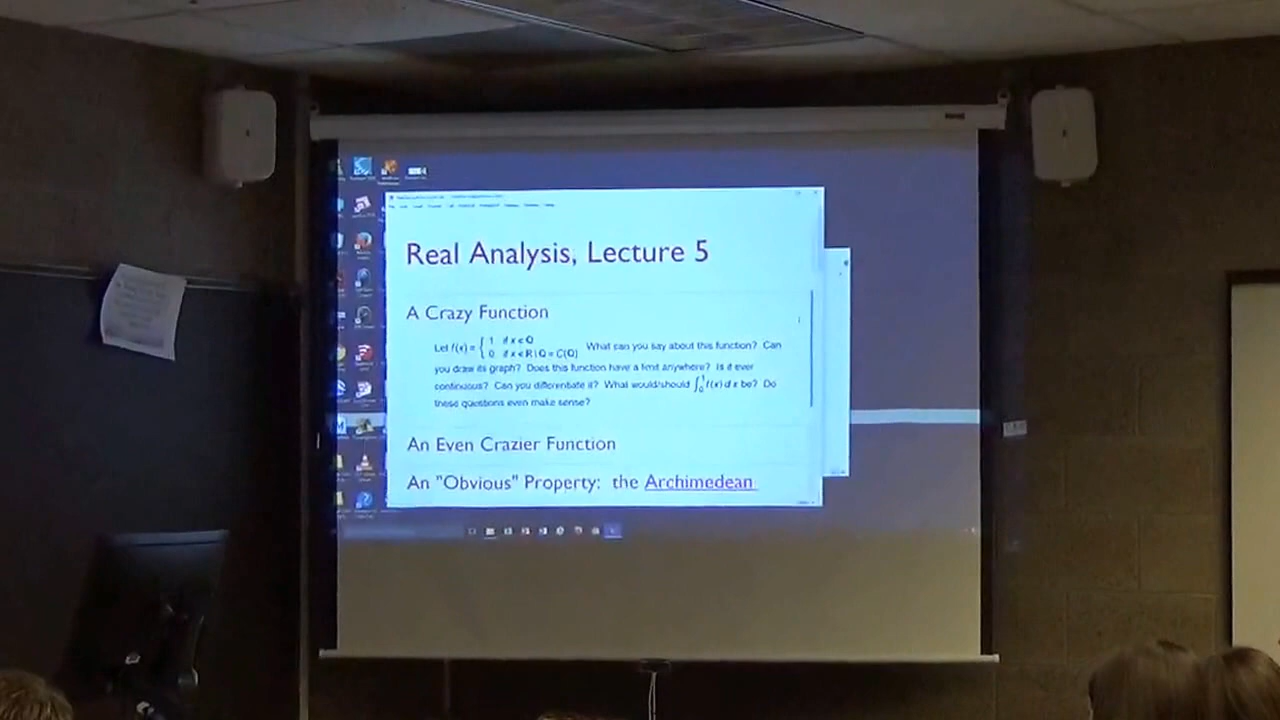 Real Analysis, Lecture 5
A Crazy Function
Let f(x) = { 1 if x ∈ Q
0 if x ∈ R \ Q = C(Q) What can you say about this function? Can
you draw its graph? Does this function have a limit anywhere? Is it ever
continuous? Can you differentiate it? What would/should ∫₀¹ f(x) d x be? Do
these questions even make sense?
An Even Crazier Function
An "Obvious" Property: the Archimedean